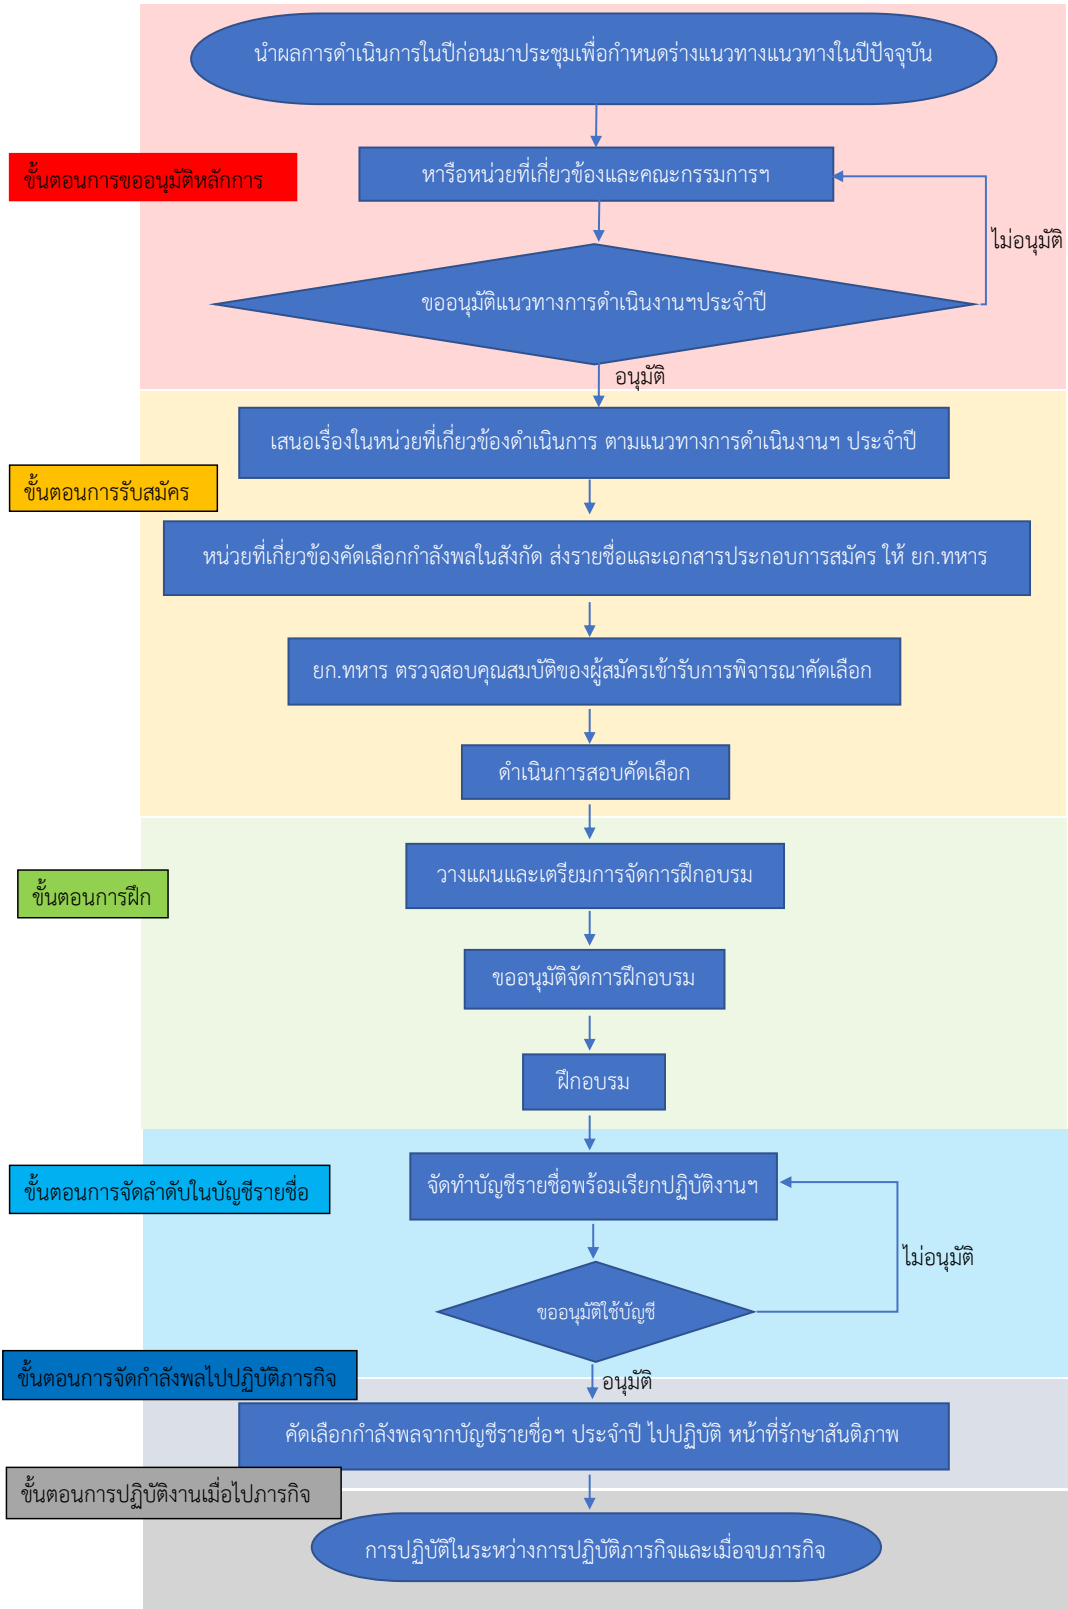 นำผลการดำเนินการในปีก่อนมาประชุมเพื่อกำหนดร่างแนวทางแนวทางในปีปัจจุบัน
ขั้นตอนการขออนุมัติหลักการ
หารือหน่วยที่เกี่ยวข้องและคณะกรรมการฯ
ไม่อนุมัติ
ขออนุมัติแนวทางการดำเนินงานฯประจำปี
อนุมัติ
เสนอเรื่องในหน่วยที่เกี่ยวข้องดำเนินการ ตามแนวทางการดำเนินงานฯ ประจำปี
ขั้นตอนการรับสมัคร
หน่วยที่เกี่ยวข้องคัดเลือกกำลังพลในสังกัด ส่งรายชื่อและเอกสารประกอบการสมัคร ให้ ยก.ทหาร
ยก.ทหาร ตรวจสอบคุณสมบัติของผู้สมัครเข้ารับการพิจารณาคัดเลือก
ดำเนินการสอบคัดเลือก
วางแผนและเตรียมการจัดการฝึกอบรม
ขั้นตอนการฝึก
ขออนุมัติจัดการฝึกอบรม
ฝึกอบรม
จัดทำบัญชีรายชื่อพร้อมเรียกปฏิบัติงานฯ
ขั้นตอนการจัดลำดับในบัญชีรายชื่อ
ไม่อนุมัติ
ขออนุมัติใช้บัญชี
ขั้นตอนการจัดกำลังพลไปปฏิบัติภารกิจ
อนุมัติ
คัดเลือกกำลังพลจากบัญชีรายชื่อฯ ประจำปี ไปปฏิบัติ หน้าที่รักษาสันติภาพ
ขั้นตอนการปฏิบัติงานเมื่อไปภารกิจ
การปฏิบัติในระหว่างการปฏิบัติภารกิจและเมื่อจบภารกิจ